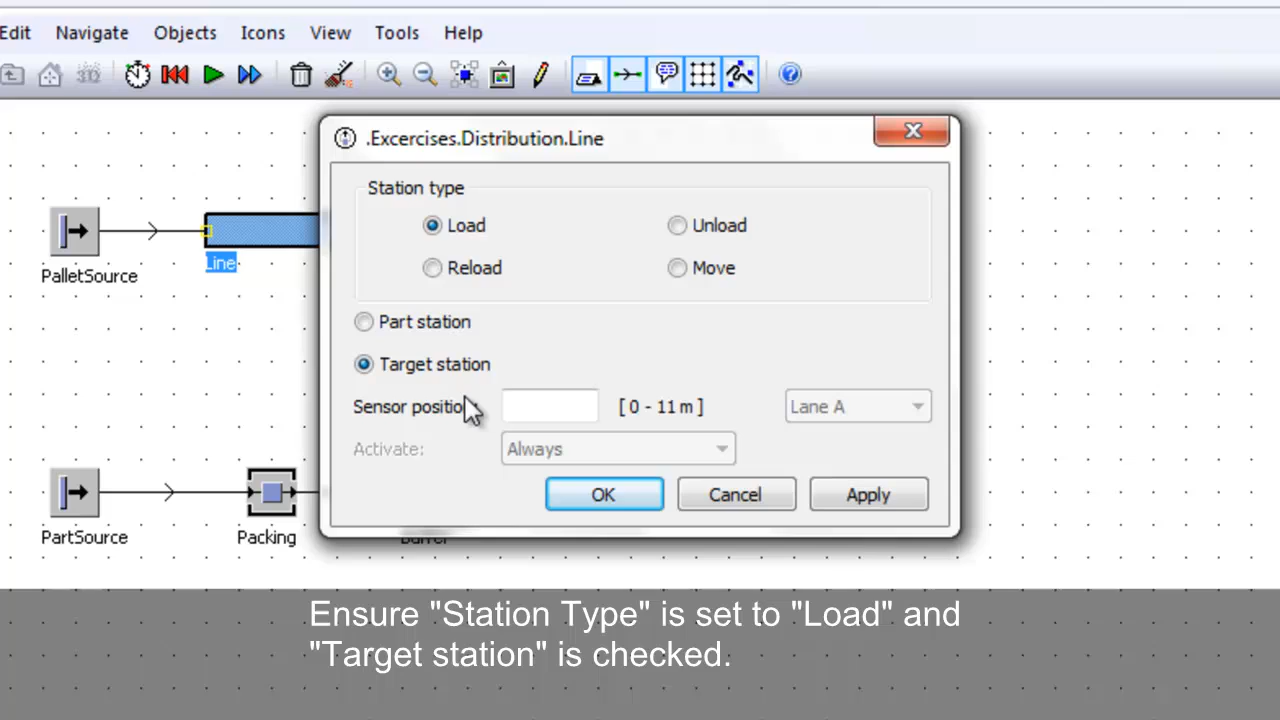 Edit Navigate Objects Icons View Tools Help
.Excercises.Distribution.Line
Station type
Load Unload
Reload Move
Part station
Target station
Sensor position [ 0 - 11 m ] Lane A
Activate: Always
OK Cancel Apply
PalletSource
Line
PartSource
Packing
Buffer
Ensure "Station Type" is set to "Load" and
"Target station" is checked.